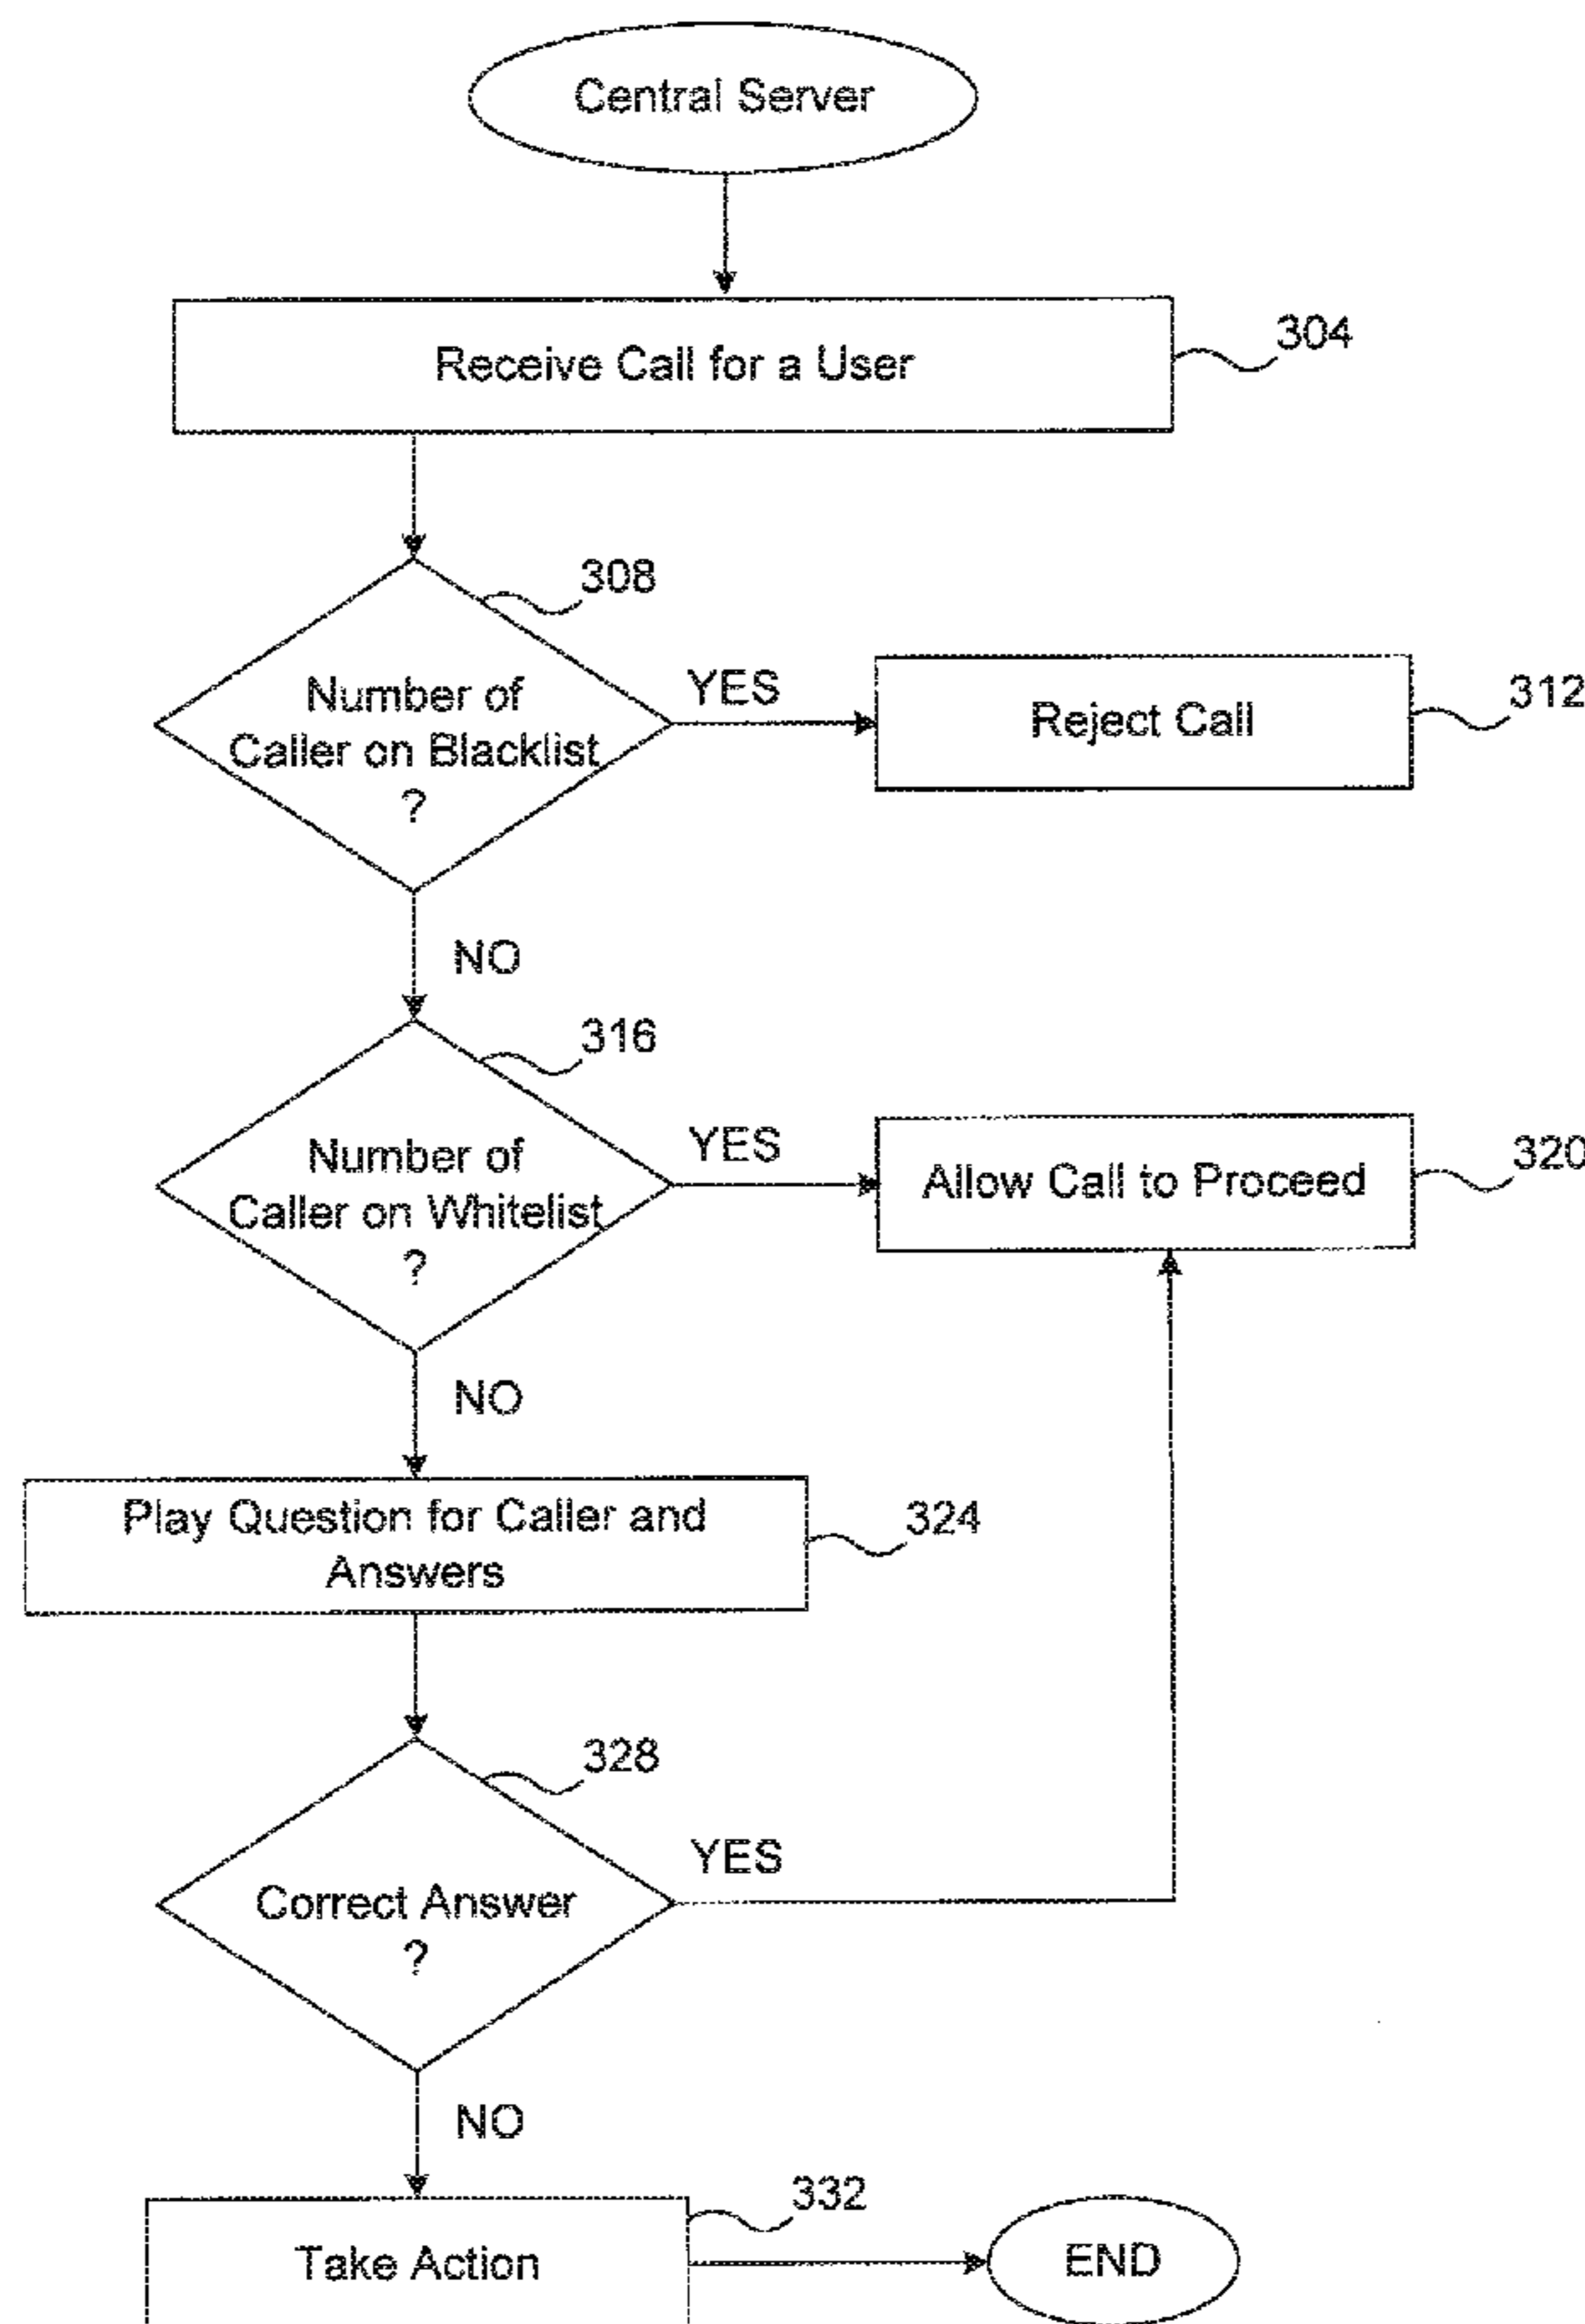 Central Server
Receive Call for a User
304
308
Number of
Caller on Blacklist
?
YES
Reject Call
312
NO
316
Number of
Caller on Whitelist
?
YES
Allow Call to Proceed
320
NO
Play Question for Caller and
Answers
324
328
Correct Answer
?
YES
NO
332
Take Action
END